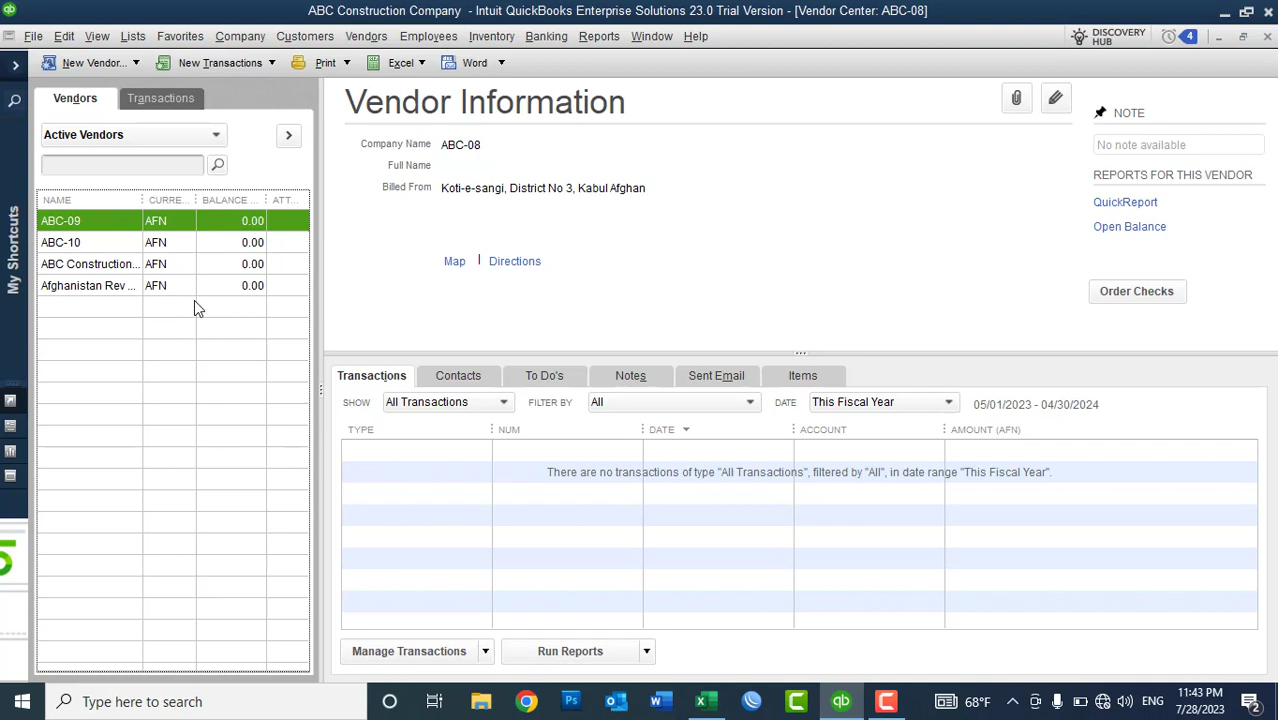 ABC Construction Company - Intuit QuickBooks Enterprise Solutions 23.0 Trial Version - [Vendor Center: ABC-08]
File Edit View Lists Favorites Company Customers Vendors Employees Inventory Banking Reports Window Help DISCOVERY HUB 4
New Vendor... New Transactions Print Excel Word
Vendors Transactions
Active Vendors
NAME CURRE... BALANCE ... ATT...
ABC-09 AFN 0.00
ABC-10 AFN 0.00
ABC Construction... AFN 0.00
Afghanistan Rev ... AFN 0.00
My Shortcuts
Vendor Information
Company Name ABC-08
Full Name
Billed From Koti-e-sangi, District No 3, Kabul Afghan
Map | Directions
NOTE
No note available
REPORTS FOR THIS VENDOR
QuickReport
Open Balance
Order Checks
Transactions Contacts To Do's Notes Sent Email Items
SHOW All Transactions FILTER BY All DATE This Fiscal Year 05/01/2023 - 04/30/2024
TYPE NUM DATE ACCOUNT AMOUNT (AFN)
There are no transactions of type "All Transactions", filtered by "All", in date range "This Fiscal Year".
Manage Transactions Run Reports
Type here to search
68°F ENG
11:43 PM
7/28/2023
2